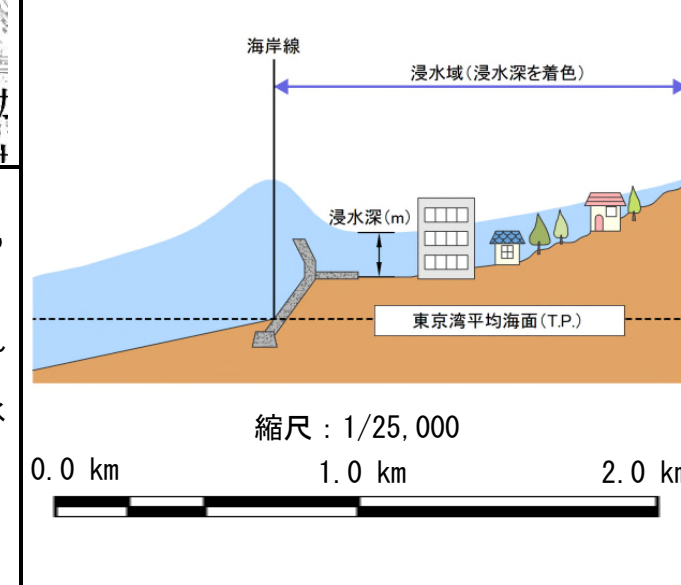 海岸線
浸水域(浸水深を着色)
浸水深(m)
東京湾平均海面(T.P.)
縮尺：1/25,000
0.0 km 1.0 km 2.0 km